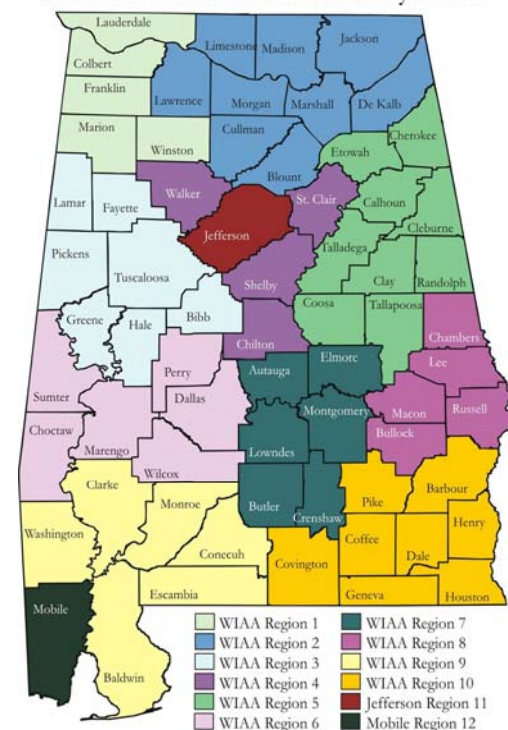 Lauderdale
Limestone Madison Jackson
Colbert
Franklin
Lawrence Morgan Marshall De Kalb
Marion Cullman Cherokee
Winston Etowah
Blount
Walker St. Clair
Lamar Fayette Calhoun
Jefferson Cleburne
Pickens Talladega
Tuscaloosa Clay Randolph
Shelby
Coosa Tallapoosa
Greene Hale Bibb
Chambers
Chilton Elmore
Perry Autauga Lee
Sumter Dallas
Montgomery Macon Russell
Choctaw
Marengo Lowndes Bullock
Wilcox
Clarke
Monroe Butler Pike Barbour
Crenshaw
Washington Coffee Henry
Conecuh Dale
Covington
Mobile Escambia Geneva Houston
Baldwin
WIAA Region 1 WIAA Region 7
WIAA Region 2 WIAA Region 8
WIAA Region 3 WIAA Region 9
WIAA Region 4 WIAA Region 10
WIAA Region 5 Jefferson Region 11
WIAA Region 6 Mobile Region 12